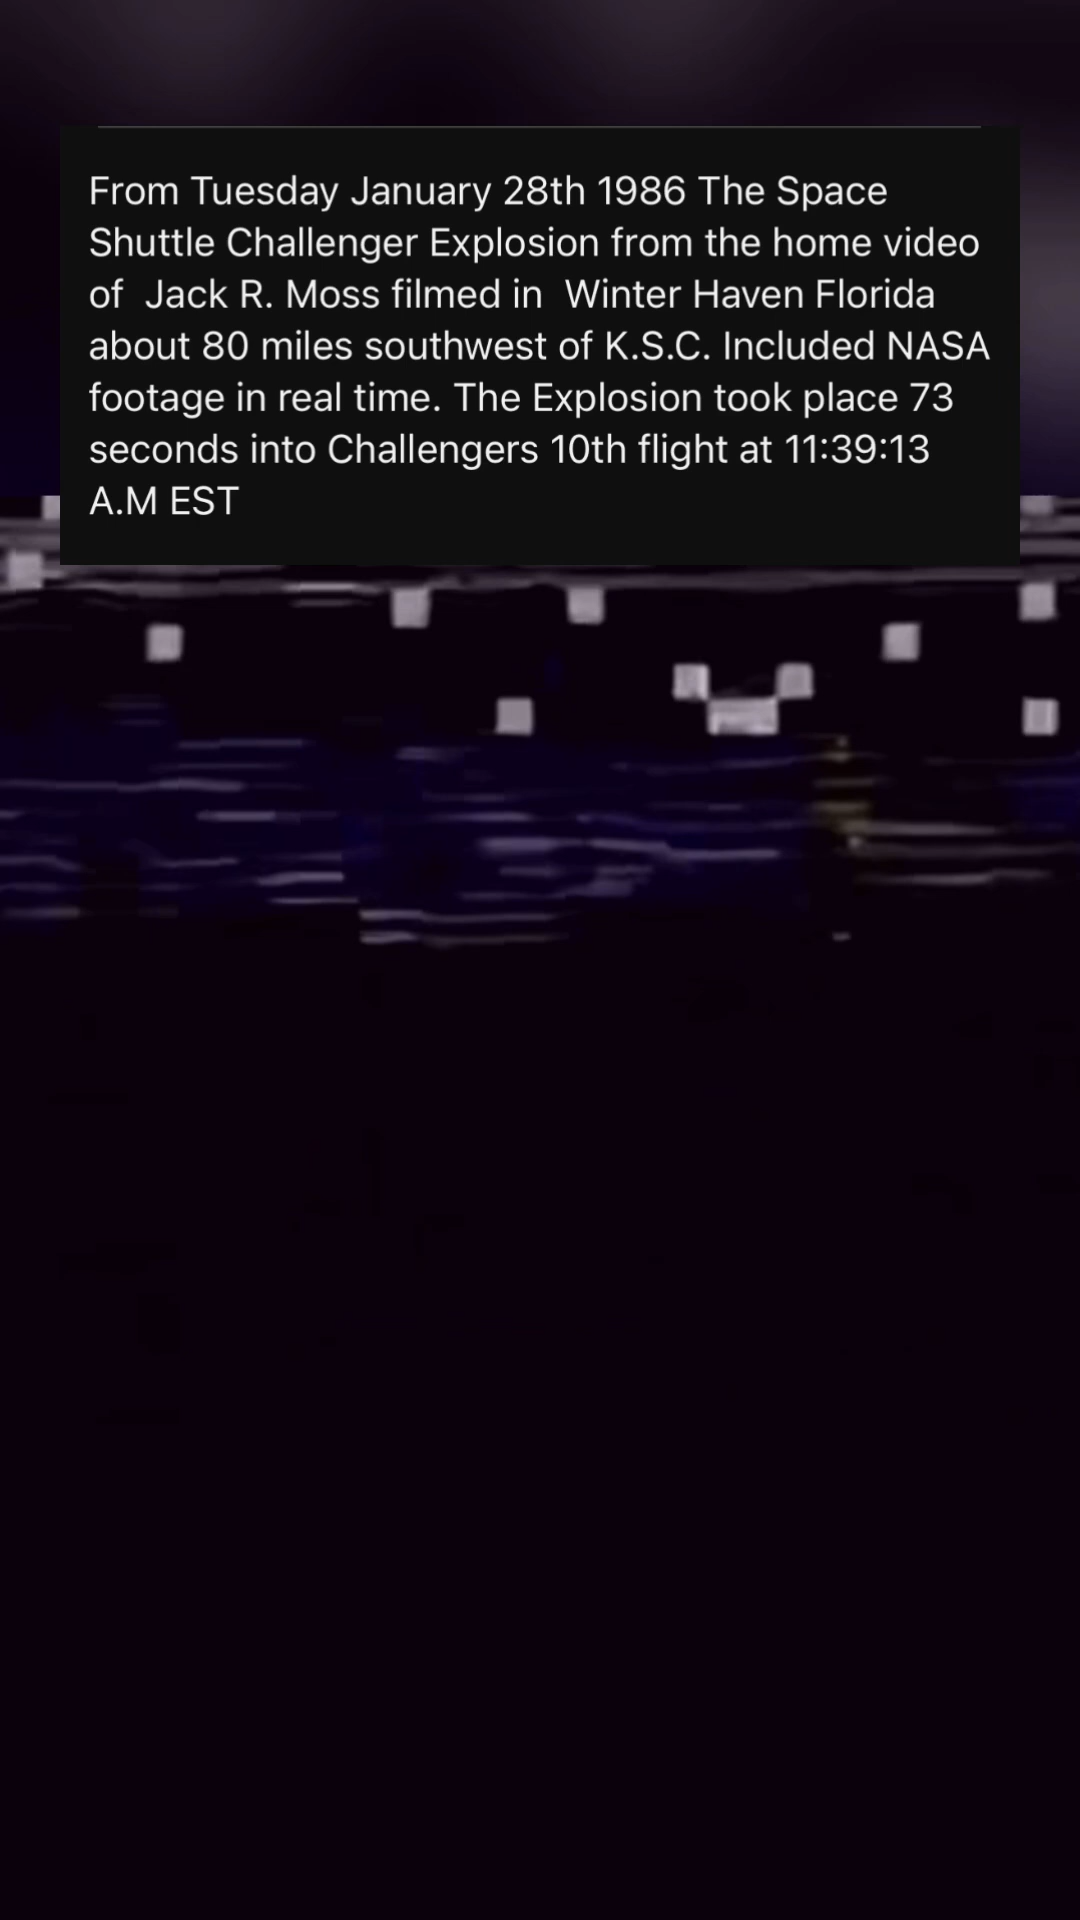 From Tuesday January 28th 1986 The Space
Shuttle Challenger Explosion from the home video
of  Jack R. Moss filmed in  Winter Haven Florida
about 80 miles southwest of K.S.C. Included NASA
footage in real time. The Explosion took place 73
seconds into Challengers 10th flight at 11:39:13
A.M EST